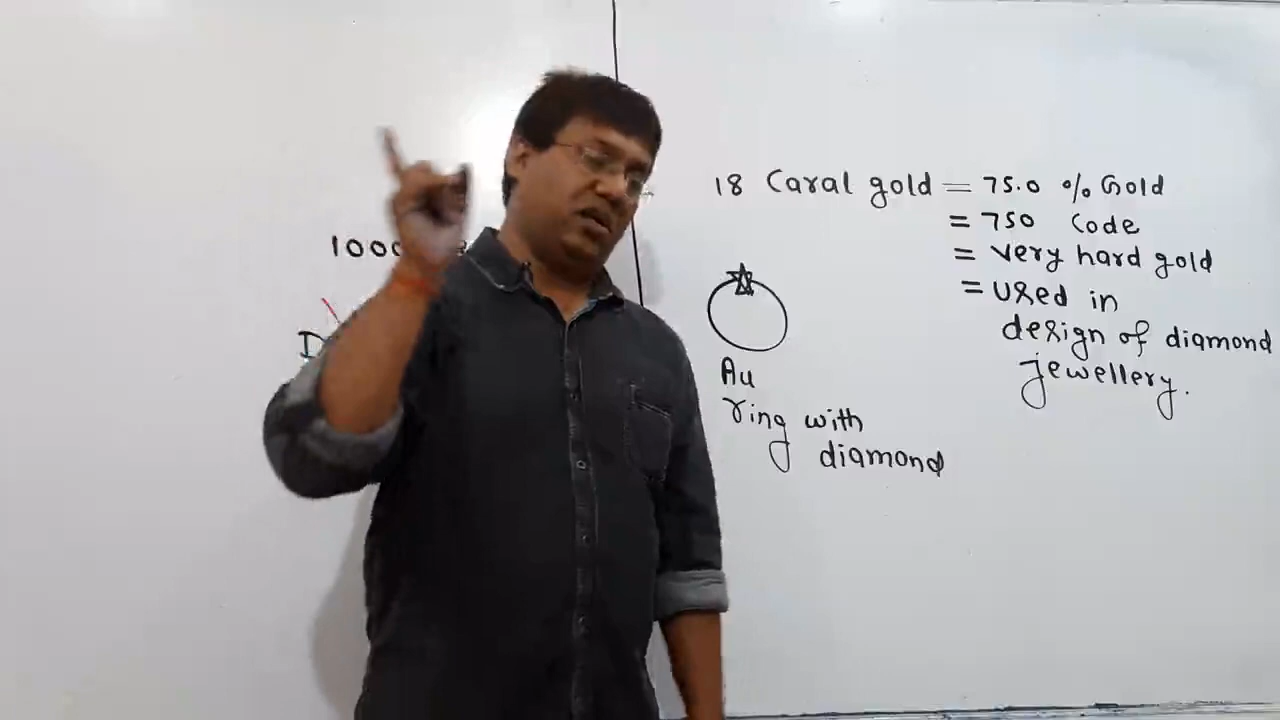 1000
18 Caral gold = 75.0 % Gold
= 750 Code
= very hard gold
= used in
design of diamond
jewellery.
Au
ring with
diamond